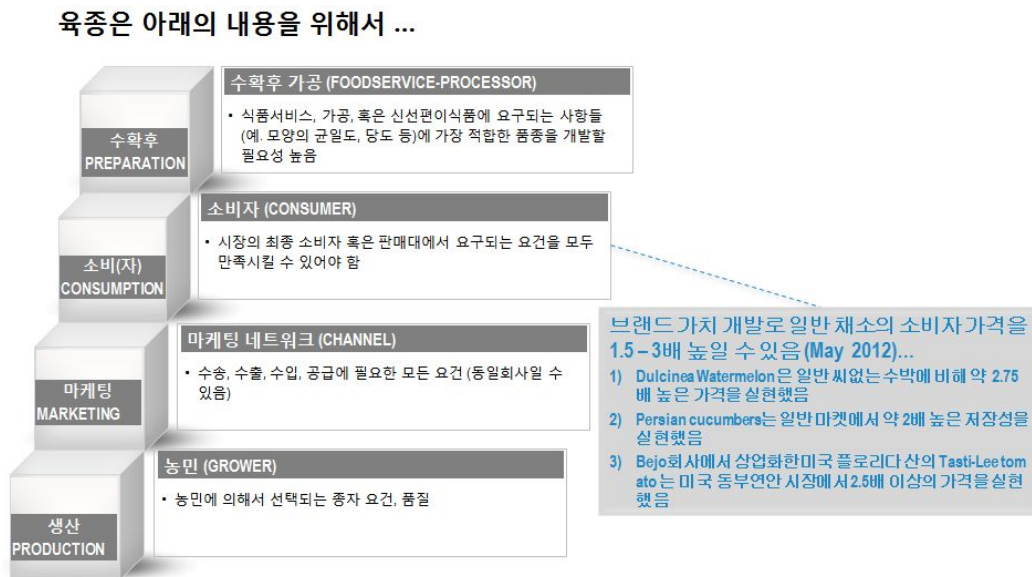 육종은 아래의 내용을 위해서 ...
수확후
PREPARATION
수확후 가공 (FOODSERVICE-PROCESSOR)
• 식품서비스, 가공, 혹은 신선편이식품에 요구되는 사항들
(예. 모양의 균일도, 당도 등)에 가장 적합한 품종을 개발할
필요성 높음
소비(자)
CONSUMPTION
소비자 (CONSUMER)
• 시장의 최종 소비자 혹은 판매대에서 요구되는 요건을 모두
만족시킬 수 있어야 함
마케팅
MARKETING
마케팅 네트워크 (CHANNEL)
• 수송, 수출, 수입, 공급에 필요한 모든 요건 (동일회사일 수
있음)
생산
PRODUCTION
농민 (GROWER)
• 농민에 의해서 선택되는 종자 요건, 품질
브랜드 가치 개발로 일반 채소의 소비자 가격을
1.5 – 3배 높일 수 있음 (May 2012)...
1) Dulcinea Watermelon은 일반 씨없는 수박에 비해 약 2.75
배 높은 가격을 실현했음
2) Persian cucumbers는 일반 마켓에서 약 2배 높은 저장성을
실현했음
3) Bejo회사에서 상업화한 미국 플로리다 산의 Tasti-Lee tom
ato 는 미국 동부연안 시장에서 2.5배 이상의 가격을 실현
했음